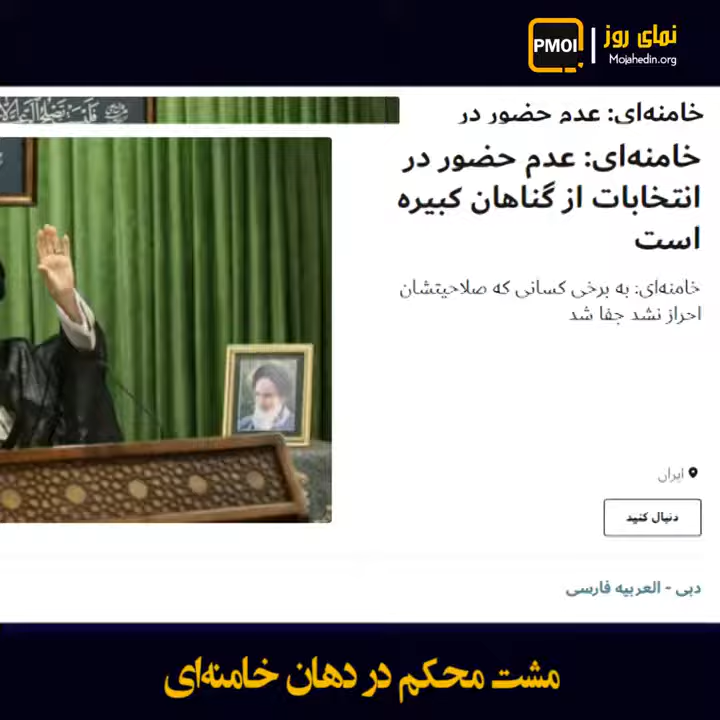 نمای روز
PMOI
Mojahedin.org
خامنه‌ای: عدم حضور در
خامنه‌ای: عدم حضور در
انتخابات از گناهان کبیره
است
خامنه‌ای: به برخی کسانی که صلاحیتشان
احراز نشد جفا شد
ایران
دنبال کنید
دبی - العربیه فارسی
مشت محکم در دهان خامنه‌ای